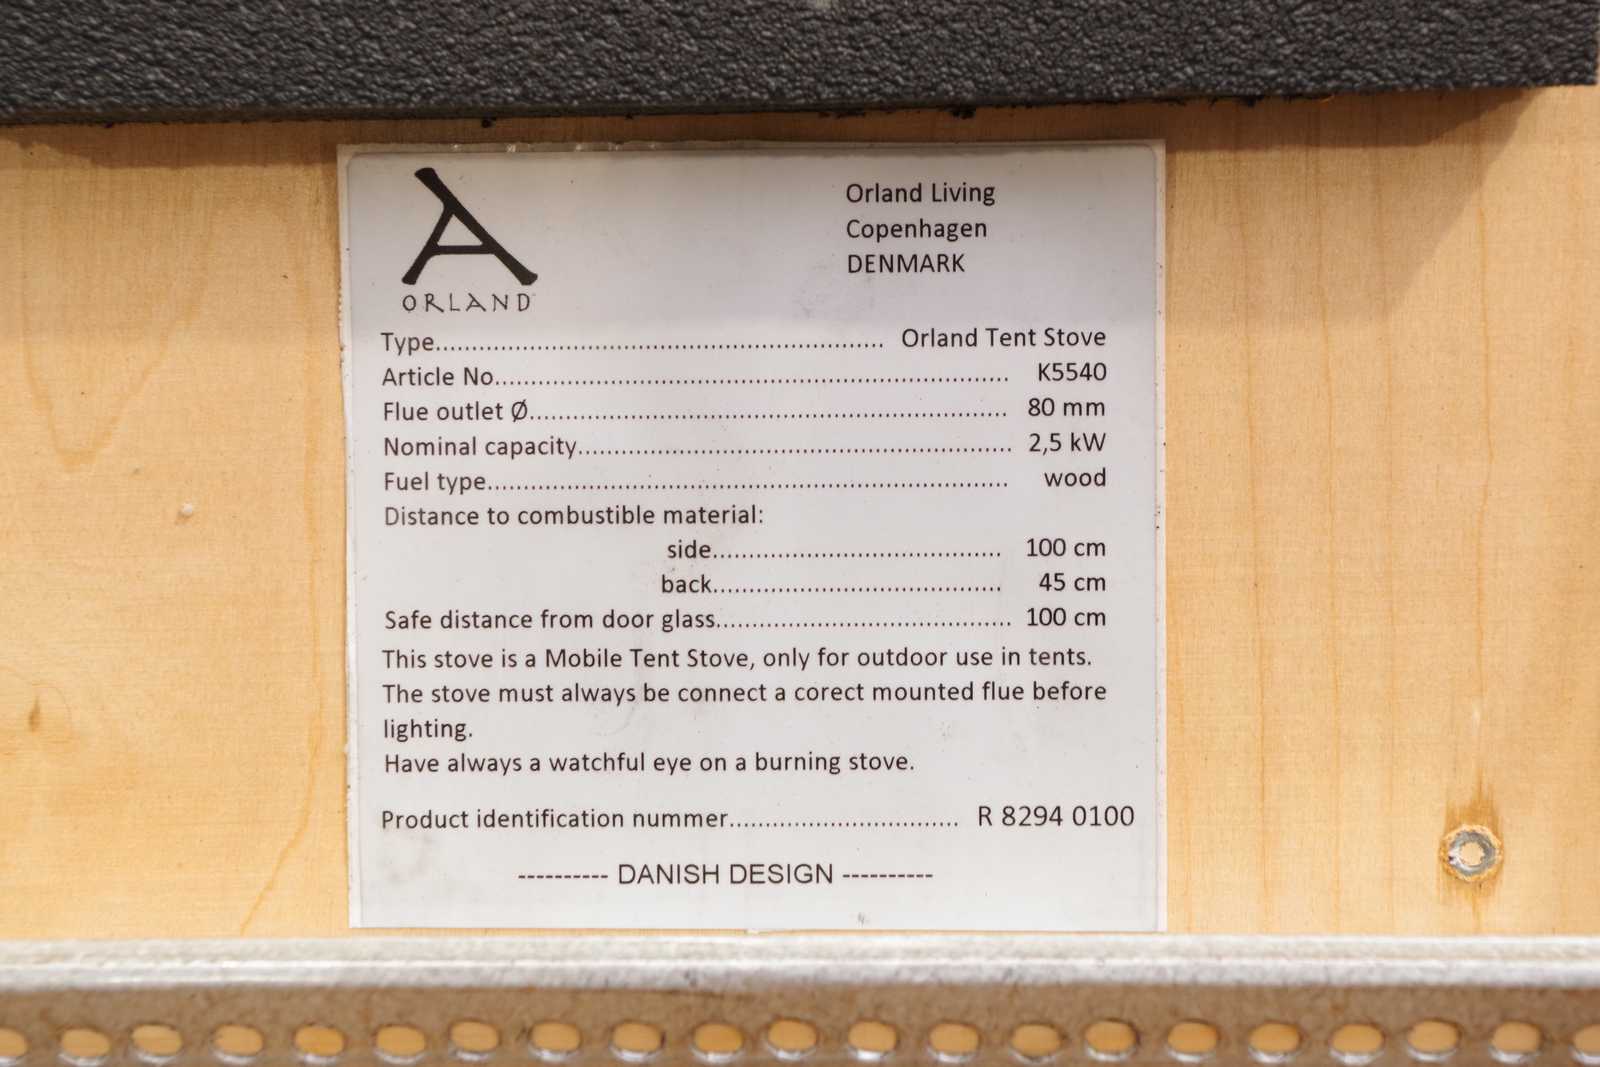 A
ORLAND
Orland Living
Copenhagen
DENMARK
Type............................................................. Orland Tent Stove
Article No...................................................................... K5540
Flue outlet Ø................................................................. 80 mm
Nominal capacity........................................................... 2,5 kW
Fuel type....................................................................... wood
Distance to combustible material:
side....................................... 100 cm
back........................................ 45 cm
Safe distance from door glass........................................ 100 cm
This stove is a Mobile Tent Stove, only for outdoor use in tents.
The stove must always be connect a corect mounted flue before
lighting.
Have always a watchful eye on a burning stove.
Product identification nummer................................ R 8294 0100
---------- DANISH DESIGN ----------